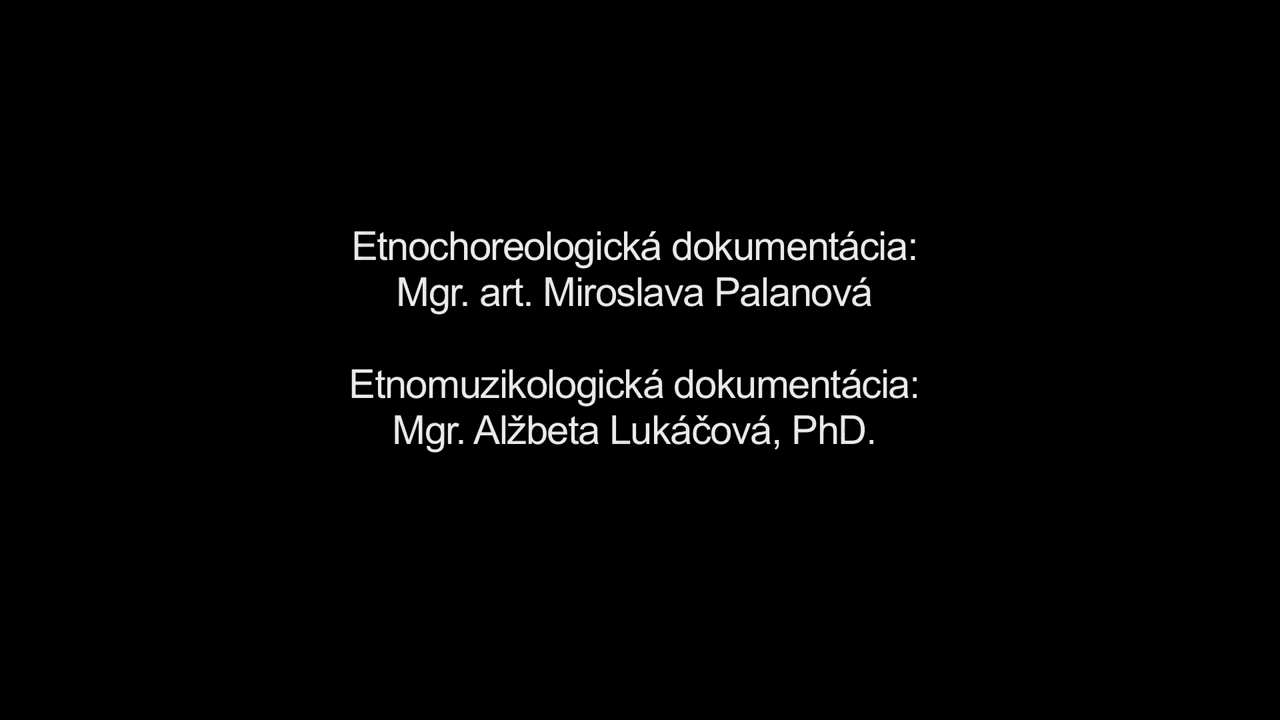 Etnochoreologická dokumentácia:
Mgr. art. Miroslava Palanová
Etnomuzikologická dokumentácia:
Mgr. Alžbeta Lukáčová, PhD.